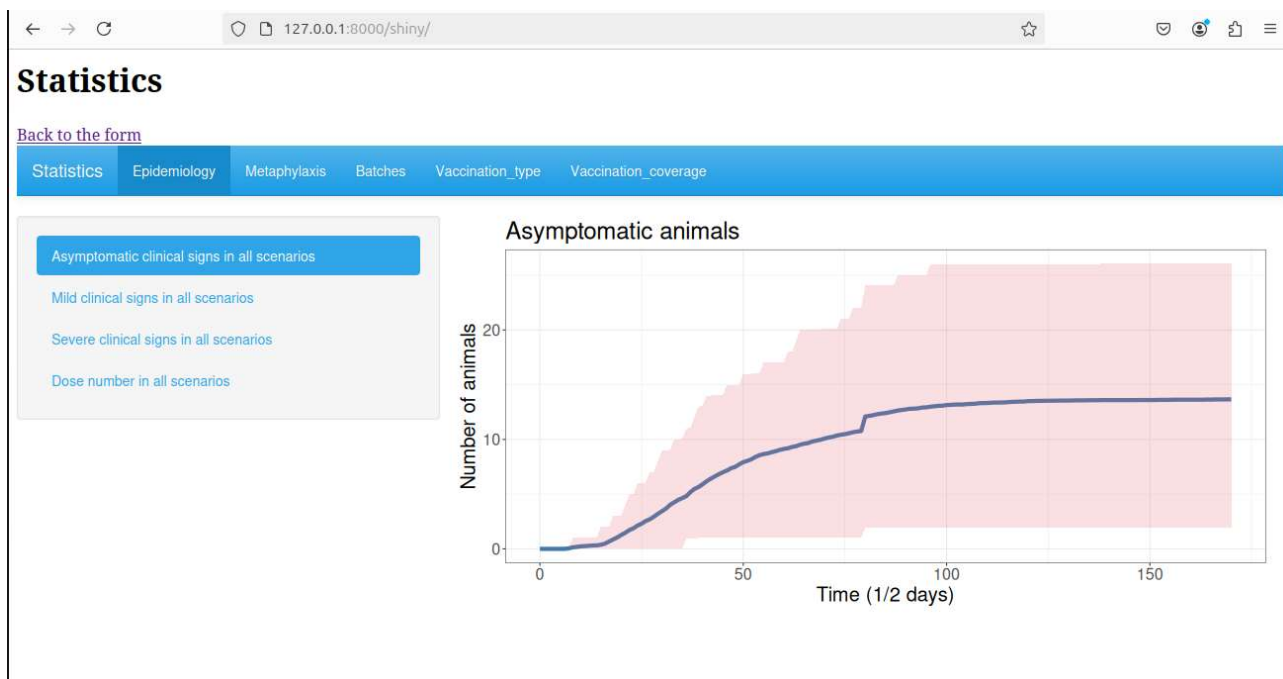 127.0.0.1:8000/shiny/
Statistics
Back to the form
Statistics Epidemiology Metaphylaxis Batches Vaccination_type Vaccination_coverage
Asymptomatic clinical signs in all scenarios
Mild clinical signs in all scenarios
Severe clinical signs in all scenarios
Dose number in all scenarios
Asymptomatic animals
Number of animals
20
10
0
0 50 100 150
Time (1/2 days)